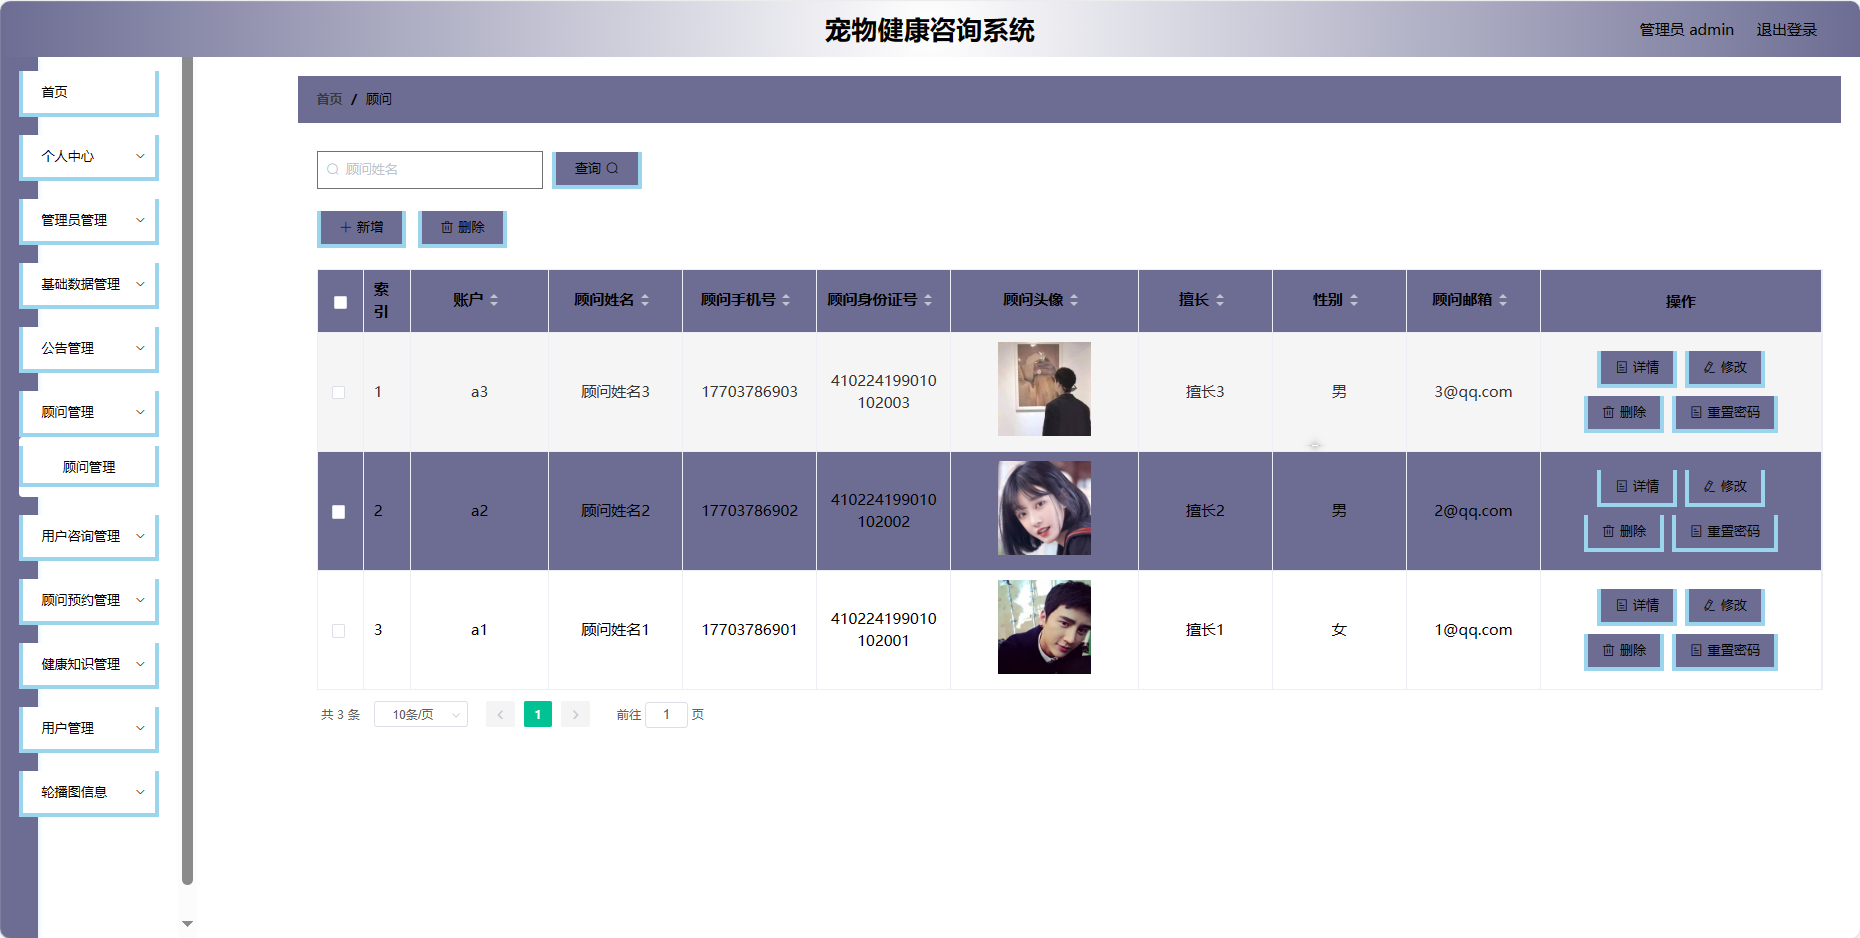 宠物健康咨询系统
管理员 admin 退出登录
首页
个人中心
管理员管理
基础数据管理
公告管理
顾问管理
顾问管理
用户咨询管理
顾问预约管理
健康知识管理
用户管理
轮播图信息
首页 / 顾问
顾问姓名 查询
新增 删除
索引 账户 顾问姓名 顾问手机号 顾问身份证号 顾问头像 擅长 性别 顾问邮箱 操作
1 a3 顾问姓名3 17703786903 410224199010102003 擅长3 男 3@qq.com 详情 修改
删除 重置密码
2 a2 顾问姓名2 17703786902 410224199010102002 擅长2 男 2@qq.com 详情 修改
删除 重置密码
3 a1 顾问姓名1 17703786901 410224199010102001 擅长1 女 1@qq.com 详情 修改
删除 重置密码
共 3 条 10条/页 1 前往 1 页